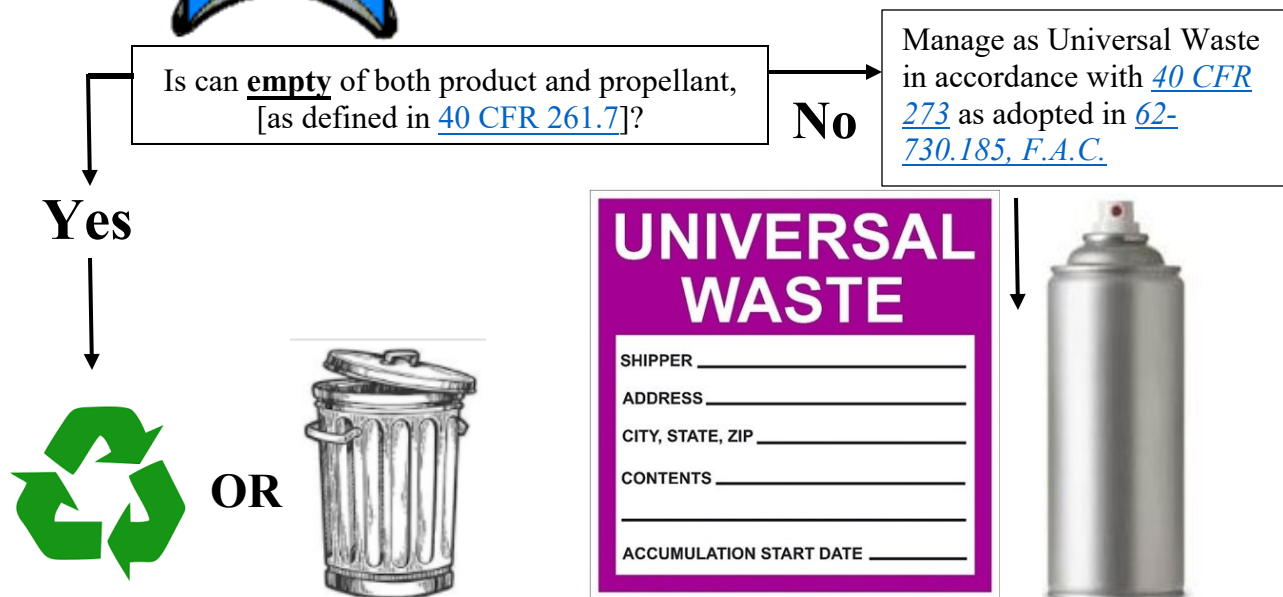 Is can empty of both product and propellant,
[as defined in 40 CFR 261.7]?
No
Manage as Universal Waste
in accordance with 40 CFR
273 as adopted in 62-
730.185, F.A.C.
Yes
OR
UNIVERSAL
WASTE
SHIPPER
ADDRESS
CITY, STATE, ZIP
CONTENTS
ACCUMULATION START DATE